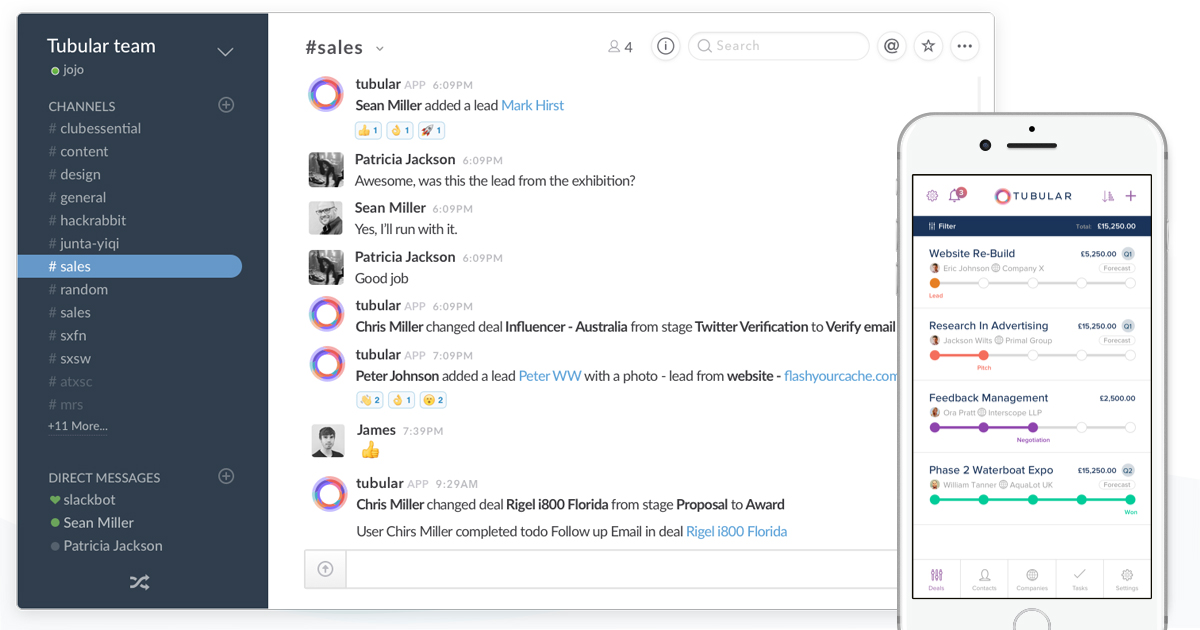 Tubular team
jojo
CHANNELS
# clubessential
# content
# design
# general
# hackrabbit
# junta-yiqi
# sales
# random
# sales
# sxfn
# sxsw
# atxsc
# mrs
+11 More...
DIRECT MESSAGES
slackbot
Sean Miller
Patricia Jackson
#sales
4
Search
@
tubular APP 6:09PM
Sean Miller added a lead Mark Hirst
1 1 1
Patricia Jackson 6:09PM
Awesome, was this the lead from the exhibition?
Sean Miller 6:09PM
Yes, I'll run with it.
Patricia Jackson 6:09PM
Good job
tubular APP 6:09PM
Chris Miller changed deal Influencer - Australia from stage Twitter Verification to Verify email
tubular APP 7:09PM
Peter Johnson added a lead Peter WW with a photo - lead from website - flashyourcache.com
2 1 2
James 7:39PM
tubular APP 9:29AM
Chris Miller changed deal Rigel i800 Florida from stage Proposal to Award
User Chirs Miller completed todo Follow up Email in deal Rigel i800 Florida
3
TUBULAR
Filter Total: £15,250.00
Website Re-Build £5,250.00 Q1
Eric Johnson Company X Forecast
Lead
Research In Advertising £15,250.00 Q1
Jackson Wilts Primal Group Forecast
Pitch
Feedback Management £2,500.00
Ora Pratt Interscope LLP
Negotiation
Phase 2 Waterboat Expo £15,250.00 Q2
William Tanner AquaLot UK Forecast
Won
Deals Contacts Companies Tasks Settings